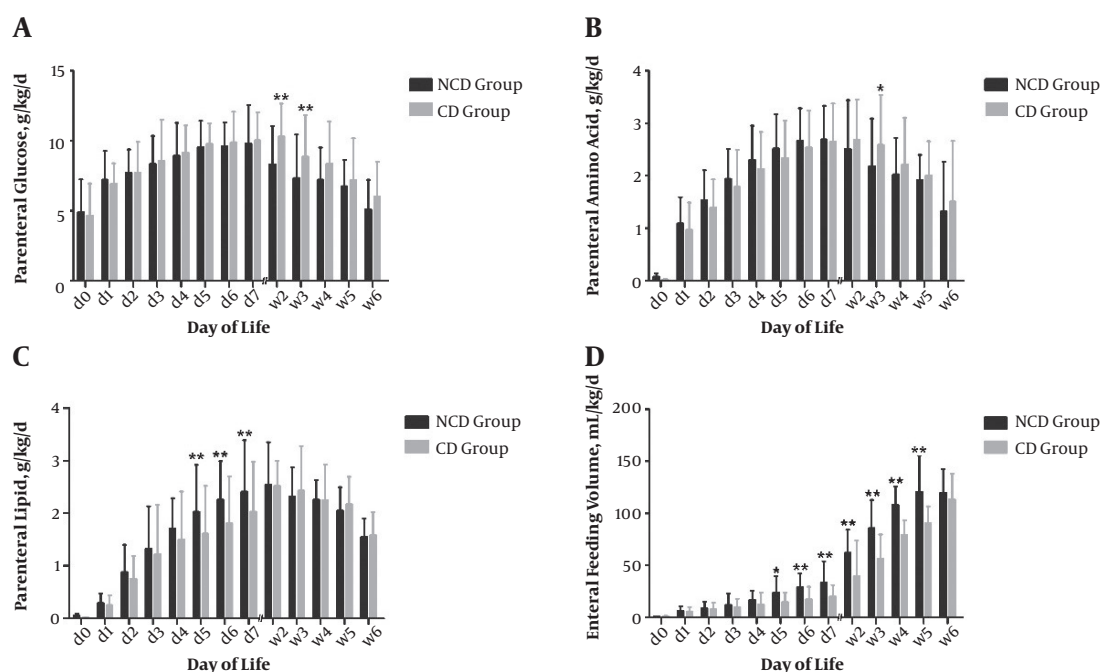 A
Parenteral Glucose, g/kg/d
15
10
5
0
** **
NCD Group
CD Group
d0 d1 d2 d3 d4 d5 d6 d7 w2 w3 w4 w5 w6
Day of Life
B
Parenteral Amino Acid, g/kg/d
4
3
2
1
0
*
NCD Group
CD Group
d0 d1 d2 d3 d4 d5 d6 d7 w2 w3 w4 w5 w6
Day of Life
C
Parenteral Lipid, g/kg/d
4
3
2
1
0
** ** **
NCD Group
CD Group
d0 d1 d2 d3 d4 d5 d6 d7 w2 w3 w4 w5 w6
Day of Life
D
Enteral Feeding Volume, mL/kg/d
200
150
100
50
0
* ** ** ** ** ** **
NCD Group
CD Group
d0 d1 d2 d3 d4 d5 d6 d7 w2 w3 w4 w5 w6
Day of Life